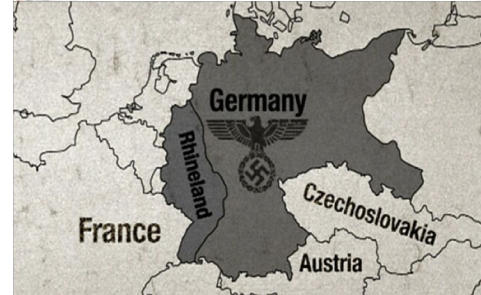 Germany
Rhineland
Czechoslovakia
France
Austria